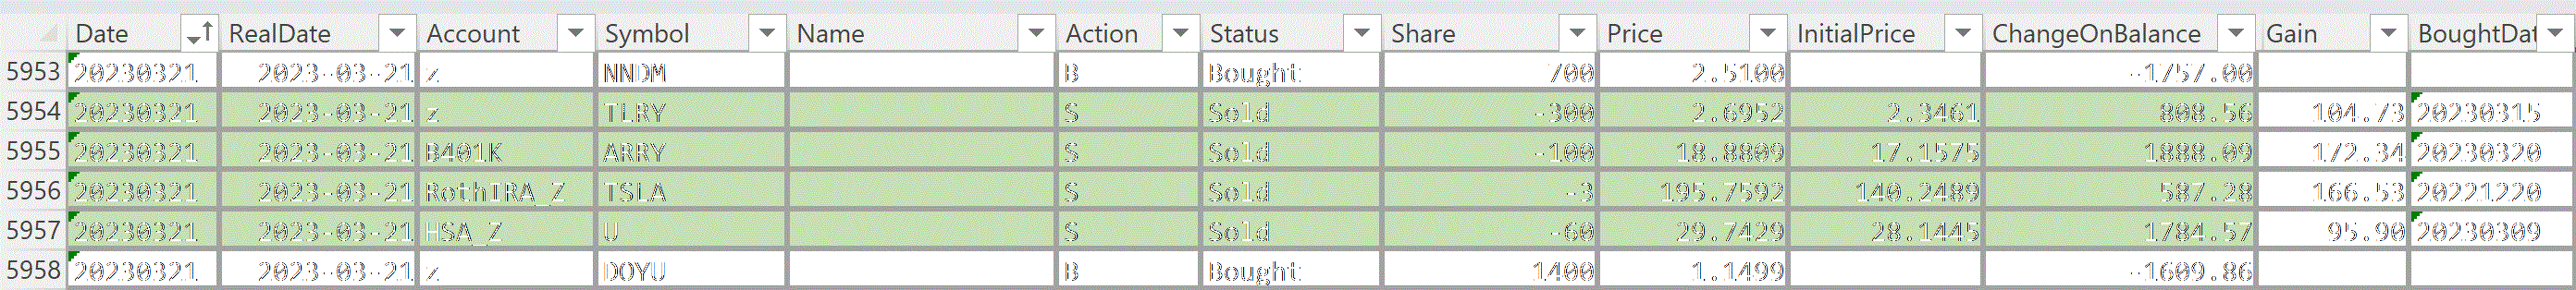 Date RealDate Account Symbol Name Action Status Share Price InitialPrice ChangeOnBalance Gain BoughtDat
5953 20230321 2023-03-21 z NNDM B Bought 700 2.5100 -1757.00
5954 20230321 2023-03-21 z TLRY S Sold -300 2.6952 2.3461 808.56 104.73 20230315
5955 20230321 2023-03-21 B401K ARRY S Sold -100 18.8809 17.1575 1888.09 172.34 20230320
5956 20230321 2023-03-21 RothIRA_Z TSLA S Sold -3 195.7592 140.2489 587.28 166.53 20221220
5957 20230321 2023-03-21 HSA_Z U S Sold -60 29.7429 28.1445 1784.57 95.90 20230309
5958 20230321 2023-03-21 z DOYU B Bought 1400 1.1499 -1609.86